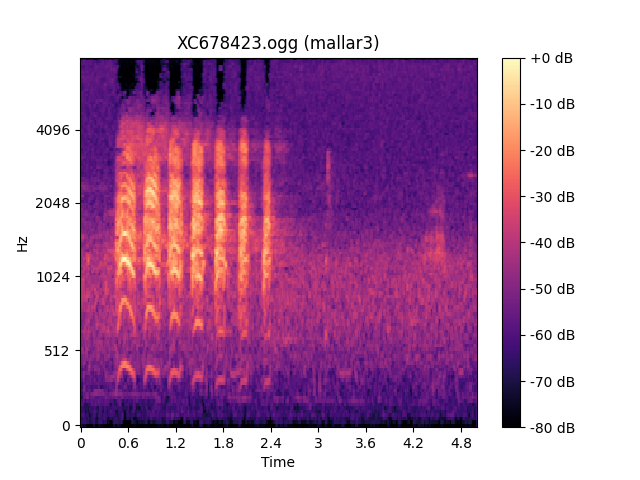 XC678423.ogg (mallar3)
+0 dB
4096
-10 dB
-20 dB
2048
-30 dB
Hz
-40 dB
1024
-50 dB
512
-60 dB
-70 dB
0
-80 dB
0 0.6 1.2 1.8 2.4 3 3.6 4.2 4.8
Time